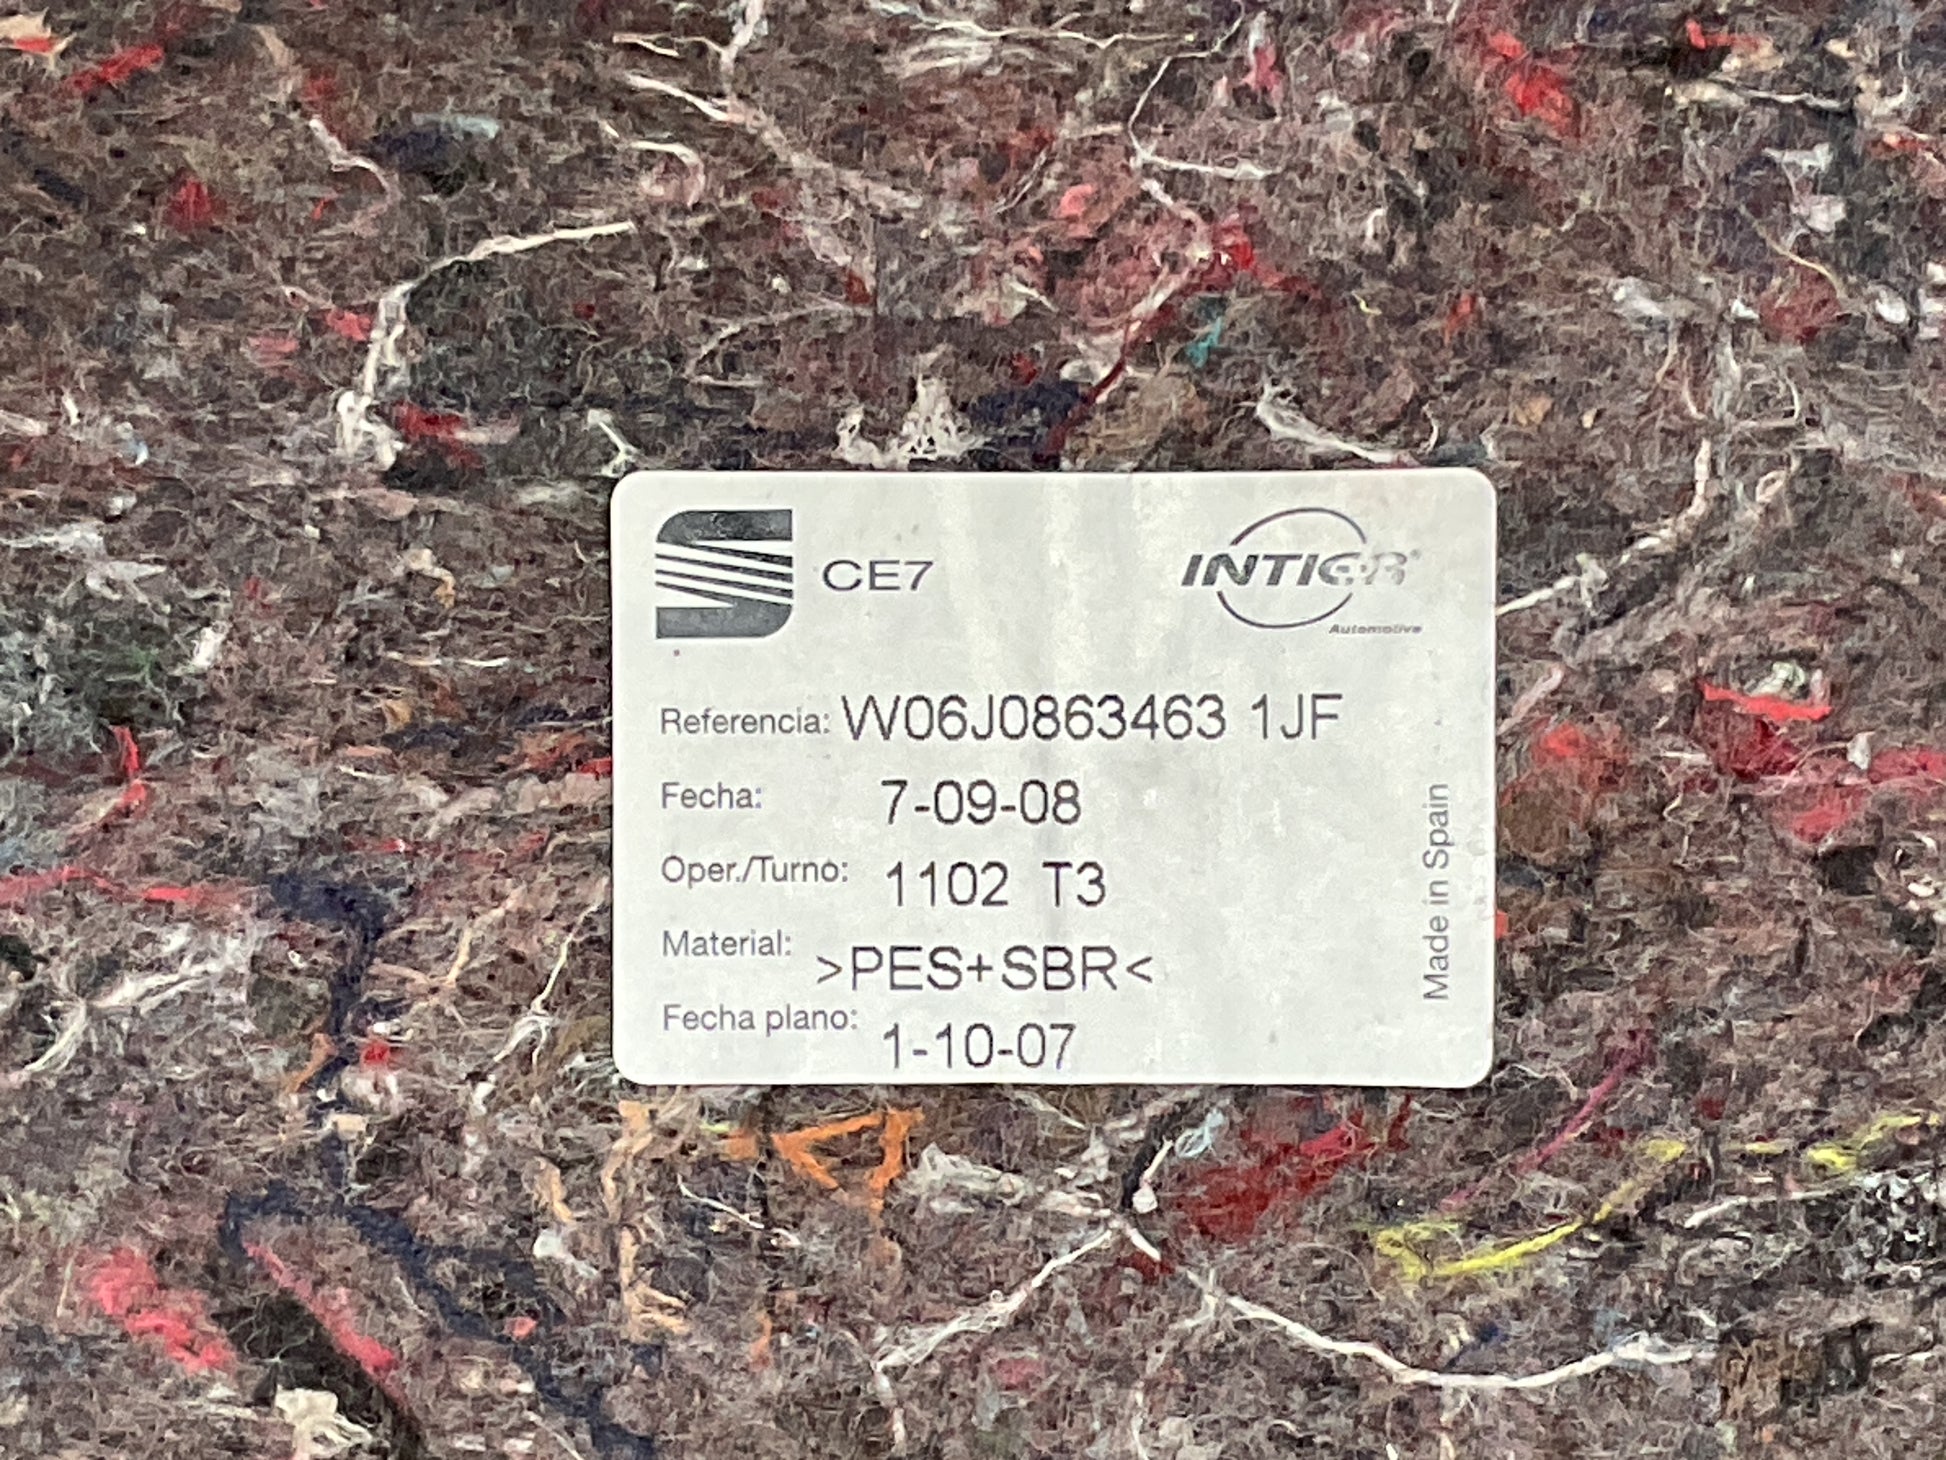 CE7
INTIER®
Automotive
Referencia: W06J0863463 1JF
Fecha: 7-09-08
Oper./Turno: 1102 T3
Material: >PES+SBR<
Fecha plano: 1-10-07
Made in Spain